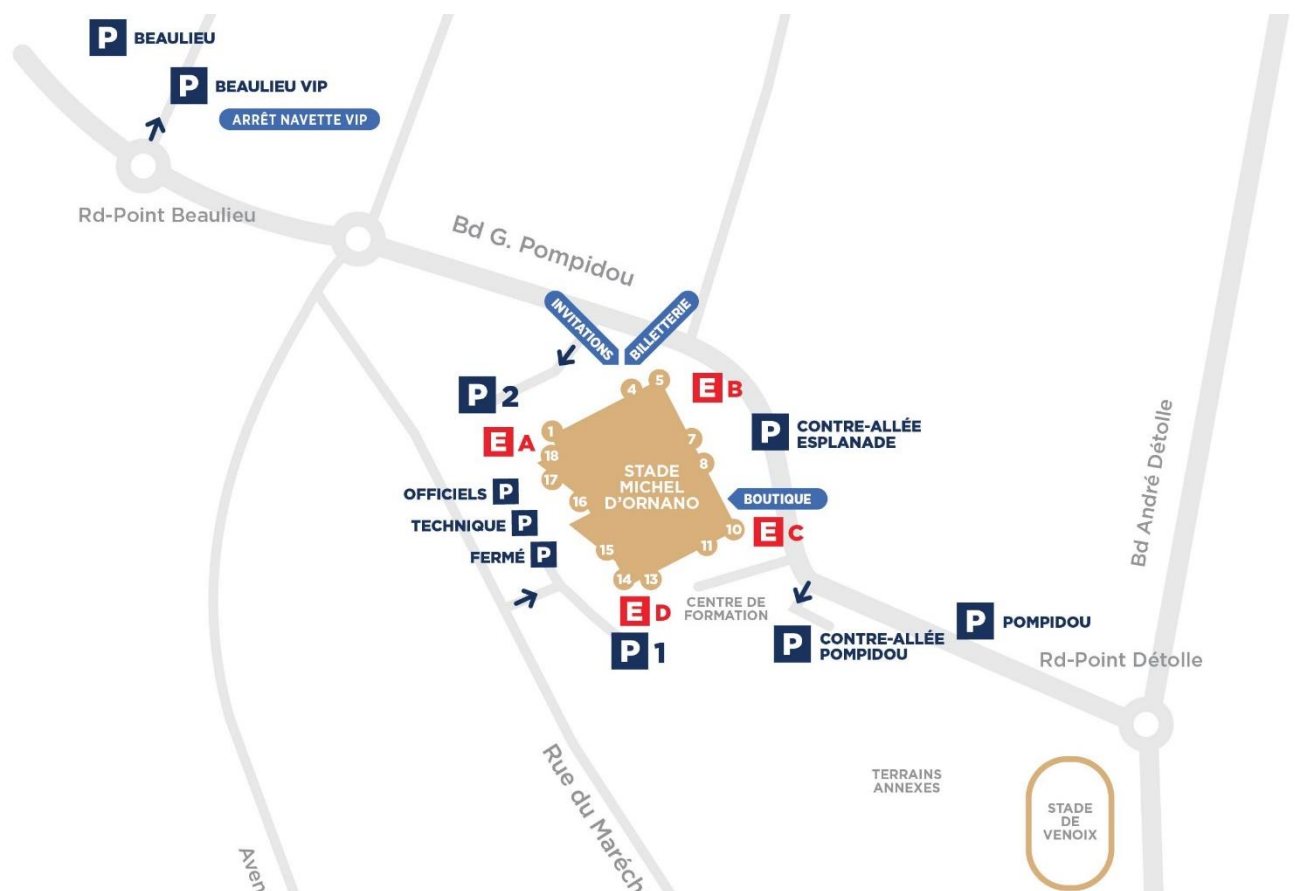 P BEAULIEU
P BEAULIEU VIP
ARRÊT NAVETTE VIP
Rd-Point Beaulieu
Bd G. Pompidou
INVITATIONS
BILLETTERIE
P 2
E A
E B
P CONTRE-ALLÉE
ESPLANADE
1
18
17
16
15
14
13
11
10
8
7
5
4
STADE
MICHEL
D'ORNANO
OFFICIELS P
TECHNIQUE P
FERMÉ P
BOUTIQUE
E C
E D
P 1
CENTRE DE
FORMATION
P CONTRE-ALLÉE
POMPIDOU
P POMPIDOU
Rd-Point Détolle
Bd André Détolle
Rue du Maréch
Aven
TERRAINS
ANNEXES
STADE
DE
VENOIX